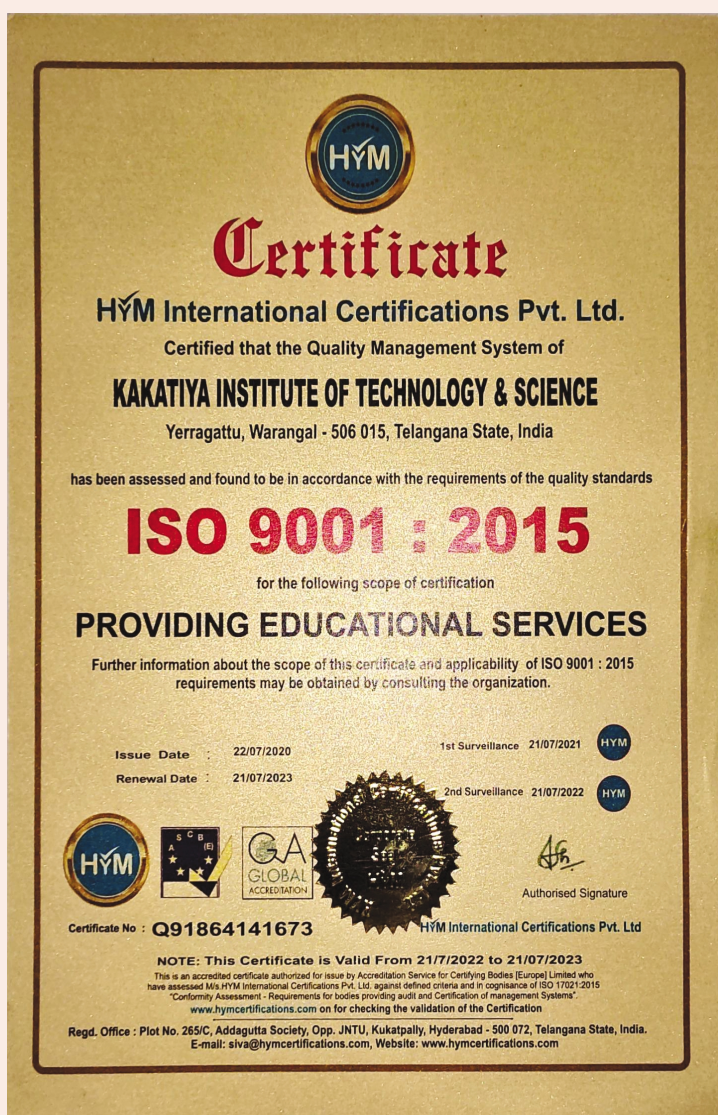 HYM
Certificate
HYM International Certifications Pvt. Ltd.
Certified that the Quality Management System of
KAKATIYA INSTITUTE OF TECHNOLOGY & SCIENCE
Yerragattu, Warangal - 506 015, Telangana State, India
has been assessed and found to be in accordance with the requirements of the quality standards
ISO 9001 : 2015
for the following scope of certification
PROVIDING EDUCATIONAL SERVICES
Further information about the scope of this certificate and applicability of ISO 9001 : 2015
requirements may be obtained by consulting the organization.
Issue Date : 22/07/2020
Renewal Date : 21/07/2023
1st Surveillance 21/07/2021 HYM
2nd Surveillance 21/07/2022 HYM
HYM
A S C B (E)
GA
GLOBAL
ACCREDITATION
Authorised Signature
Certificate No : Q91864141673
HYM International Certifications Pvt. Ltd
NOTE: This Certificate is Valid From 21/7/2022 to 21/07/2023
This is an accredited certificate authorized for issue by Accreditation Service for Certifying Bodies [Europe] Limited who
have assessed M/s.HYM International Certifications Pvt. Ltd. against defined criteria and in cognisance of ISO 17021:2015
"Conformity Assessment - Requirements for bodies providing audit and Certification of management Systems".
www.hymcertifications.com on for checking the validation of the Certification
Regd. Office : Plot No. 265/C, Addagutta Society, Opp. JNTU, Kukatpally, Hyderabad - 500 072, Telangana State, India.
E-mail: siva@hymcertifications.com, Website: www.hymcertifications.com